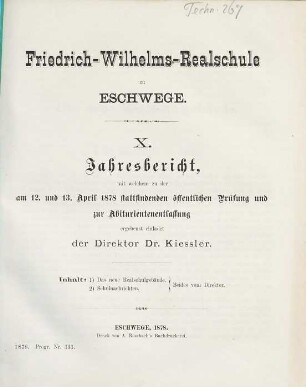 Techn. 267
Friedrich-Wilhelms-Realschule
zu
ESCHWEGE.
X.
Jahresbericht,
mit welchem zu der
am 12. und 13. April 1878 stattfindenden öffentlichen Prüfung und
zur Abiturientenentlassung
ergebenst einladet
der Direktor Dr. Kiessler.
Inhalt: 1) Das neue Realschulgebäude.
2) Schulnachrichten.
Beides vom Direktor.
ESCHWEGE, 1878.
Druck von A. Rossbach's Buchdruckerei.
1878. Progr. Nr. 333.